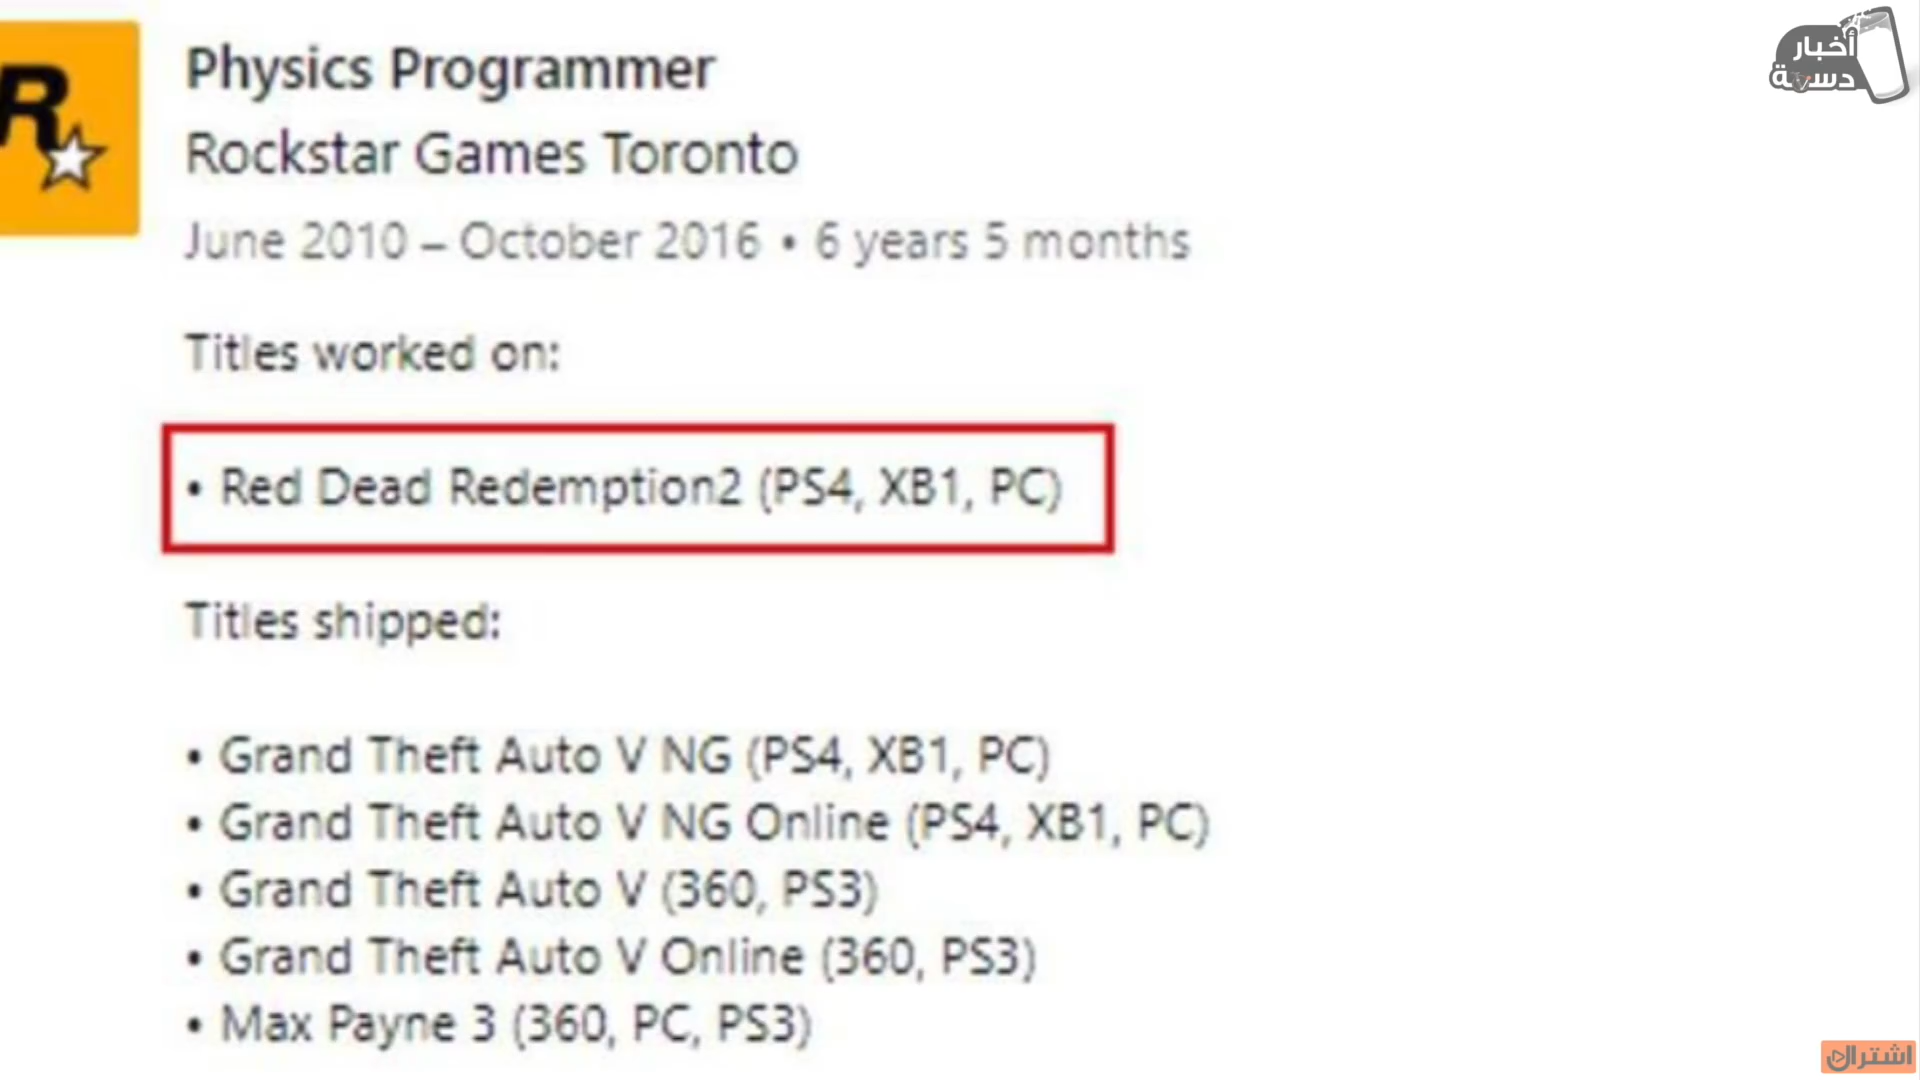 أخبار
دسمة
R
Physics Programmer
Rockstar Games Toronto
June 2010 – October 2016 • 6 years 5 months
Titles worked on:
• Red Dead Redemption2 (PS4, XB1, PC)
Titles shipped:
• Grand Theft Auto V NG (PS4, XB1, PC)
• Grand Theft Auto V NG Online (PS4, XB1, PC)
• Grand Theft Auto V (360, PS3)
• Grand Theft Auto V Online (360, PS3)
• Max Payne 3 (360, PC, PS3)
اشتراك